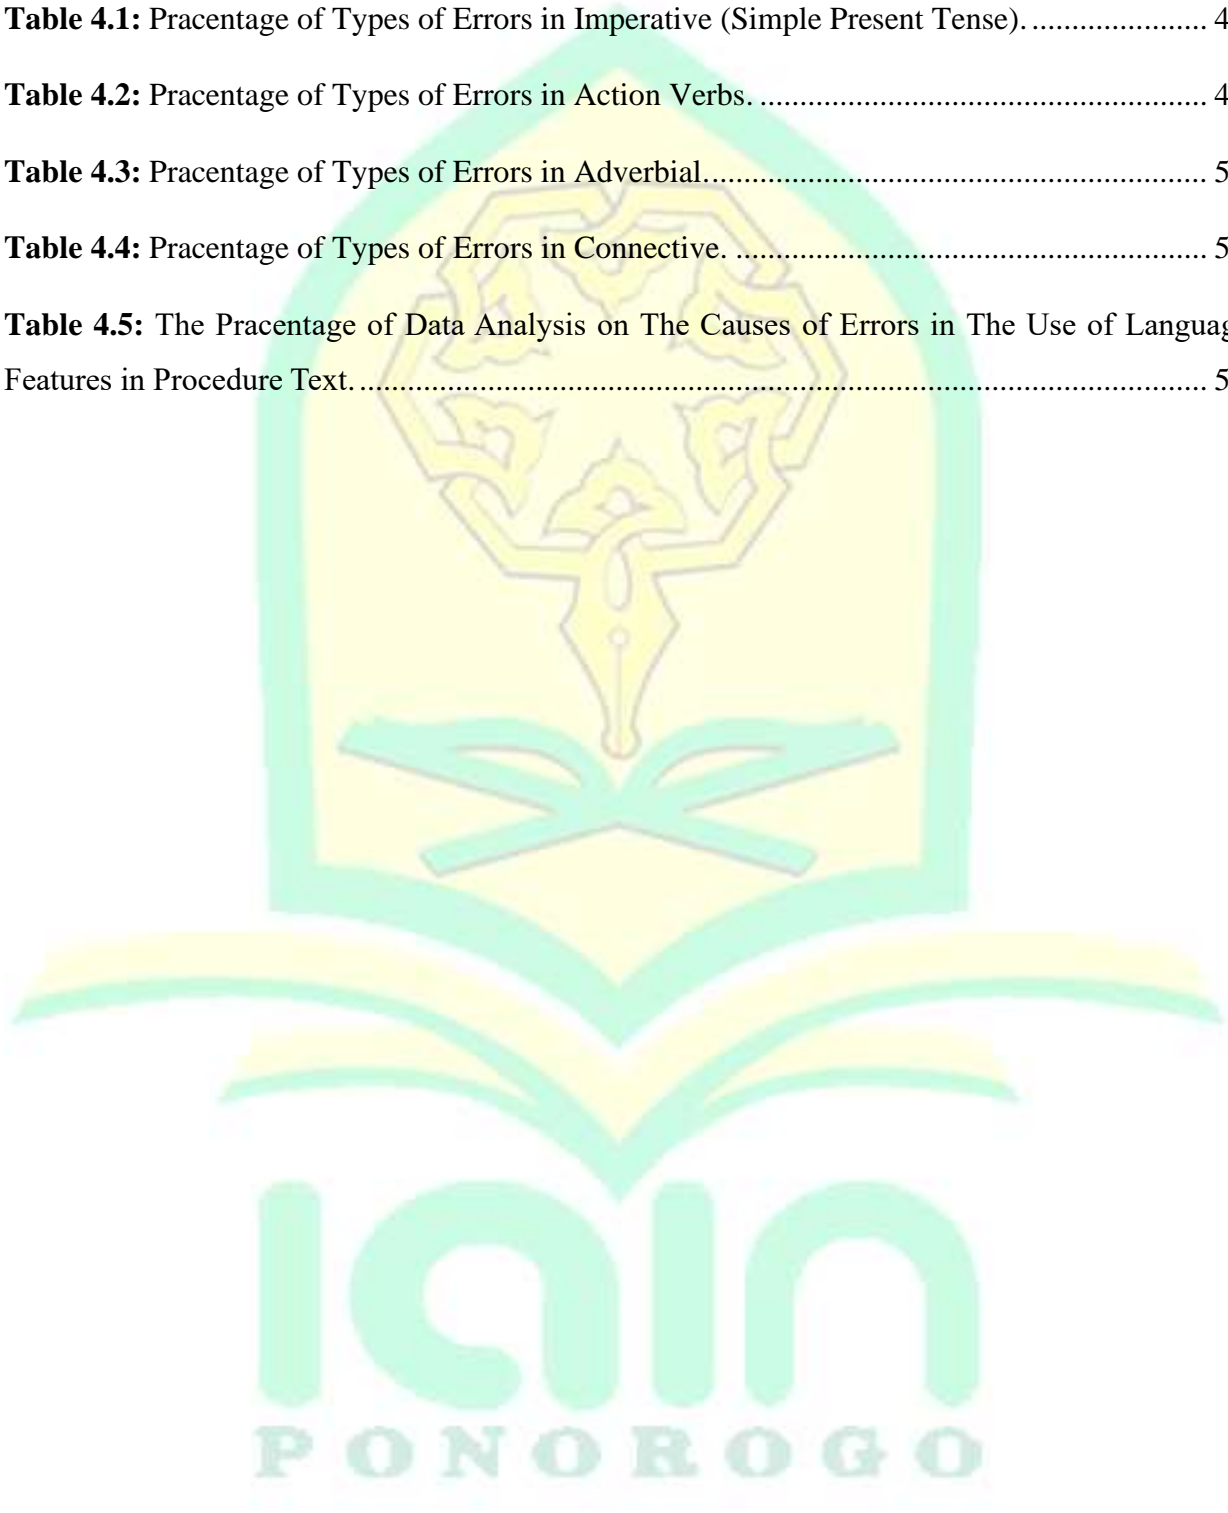 Table 4.1: Pracentage of Types of Errors in Imperative (Simple Present Tense). .................... 4
Table 4.2: Pracentage of Types of Errors in Action Verbs. .................................................... 4
Table 4.3: Pracentage of Types of Errors in Adverbial.......................................................... 5
Table 4.4: Pracentage of Types of Errors in Connective. ....................................................... 5
Table 4.5: The Pracentage of Data Analysis on The Causes of Errors in The Use of Languag
Features in Procedure Text. .................................................................................................. 5
iain
PONOROGO